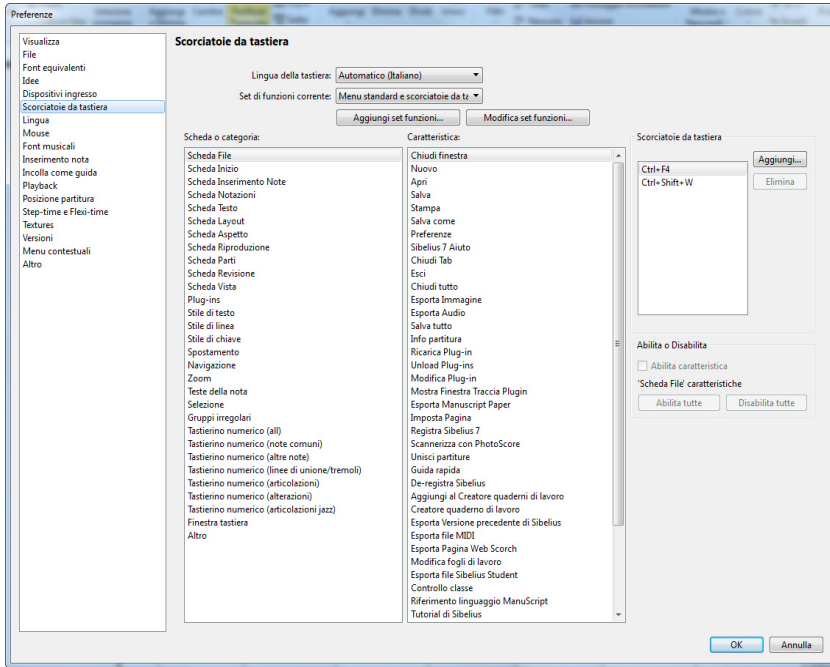 Preferenze
Visualizza
File
Font equivalenti
Idee
Dispositivi ingresso
Scorciatoie da tastiera
Lingua
Mouse
Font musicali
Inserimento nota
Incolla come guida
Playback
Posizione partitura
Step-time e Flexi-time
Textures
Versioni
Menu contestuali
Altro
Scorciatoie da tastiera
Lingua della tastiera: Automatico (Italiano)
Set di funzioni corrente: Menu standard e scorciatoie da ta
Aggiungi set funzioni... Modifica set funzioni...
Scheda o categoria:
Scheda File
Scheda Inizio
Scheda Inserimento Note
Scheda Notazioni
Scheda Testo
Scheda Layout
Scheda Aspetto
Scheda Riproduzione
Scheda Parti
Scheda Revisione
Scheda Vista
Plug-ins
Stile di testo
Stile di linea
Stile di chiave
Spostamento
Navigazione
Zoom
Teste della nota
Selezione
Gruppi irregolari
Tastierino numerico (all)
Tastierino numerico (note comuni)
Tastierino numerico (altre note)
Tastierino numerico (linee di unione/tremoli)
Tastierino numerico (articolazioni)
Tastierino numerico (alterazioni)
Tastierino numerico (articolazioni jazz)
Finestra tastiera
Altro
Caratteristica:
Chiudi finestra
Nuovo
Apri
Salva
Stampa
Salva come
Preferenze
Sibelius 7 Aiuto
Chiudi Tab
Esci
Chiudi tutto
Esporta Immagine
Esporta Audio
Salva tutto
Info partitura
Ricarica Plug-in
Unload Plug-ins
Modifica Plug-in
Mostra Finestra Traccia Plugin
Esporta Manuscript Paper
Imposta Pagina
Registra Sibelius 7
Scannerizza con PhotoScore
Unisci partiture
Guida rapida
De-registra Sibelius
Aggiungi al Creatore quaderni di lavoro
Creatore quaderno di lavoro
Esporta Versione precedente di Sibelius
Esporta file MIDI
Esporta Pagina Web Scorch
Modifica fogli di lavoro
Esporta file Sibelius Student
Controllo classe
Riferimento linguaggio ManuScript
Tutorial di Sibelius
Scorciatoie da tastiera
Ctrl+F4
Ctrl+Shift+W
Aggiungi...
Elimina
Abilita o Disabilita
Abilita caratteristica
'Scheda File' caratteristiche
Abilita tutte Disabilita tutte
OK Annulla